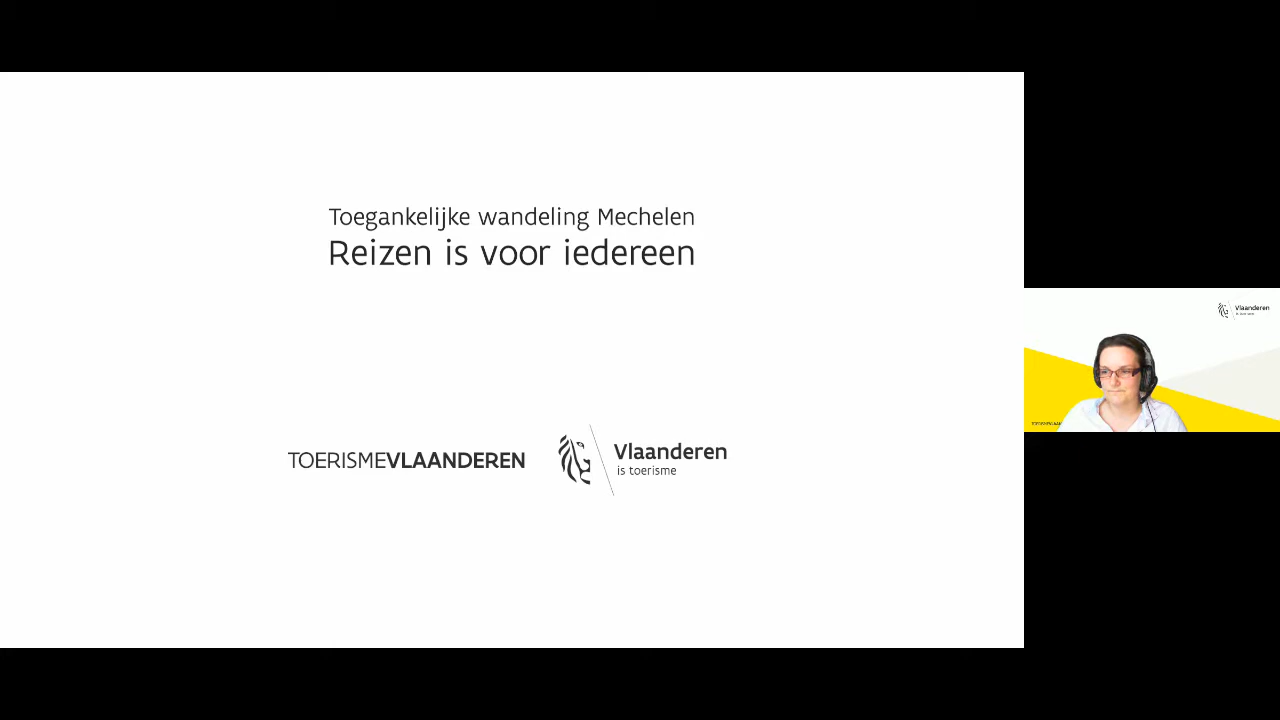 Toegankelijke wandeling Mechelen
Reizen is voor iedereen
TOERISMEVLAANDEREN
Vlaanderen
is toerisme
Vlaanderen